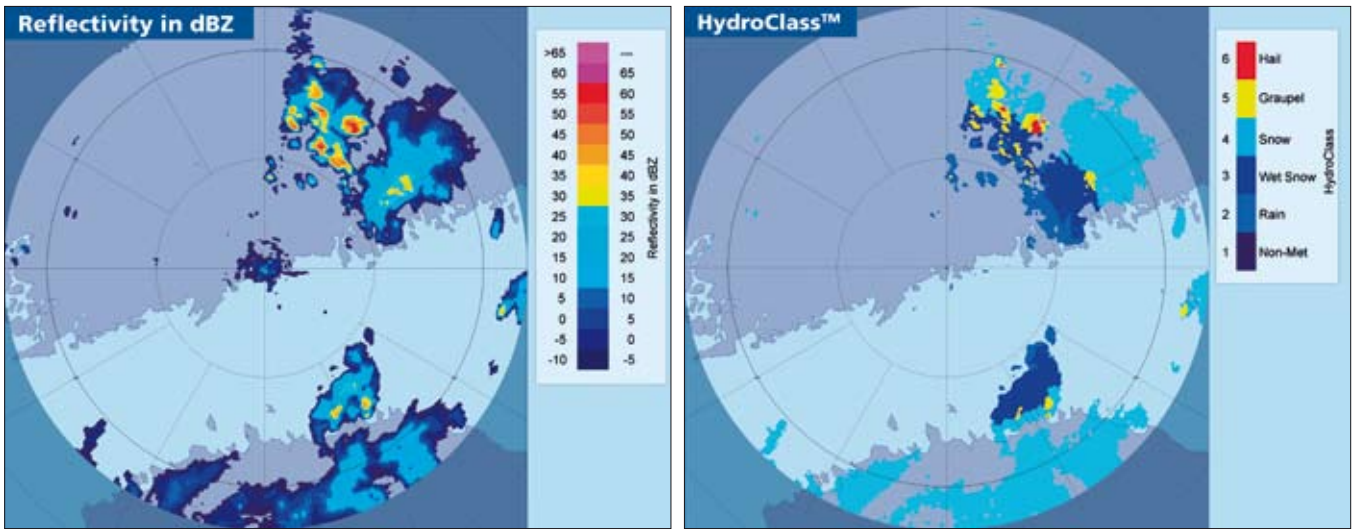 Reflectivity in dBZ
>65 —
60 65
55 60
50 55
45 50
40 45
35 40
30 35
25 30
20 25
15 20
10 15
5 10
0 5
-5 0
-10 -5
Reflectivity in dBZ
HydroClass™
6 Hail
5 Graupel
4 Snow
3 Wet Snow
2 Rain
1 Non-Met
HydroClass